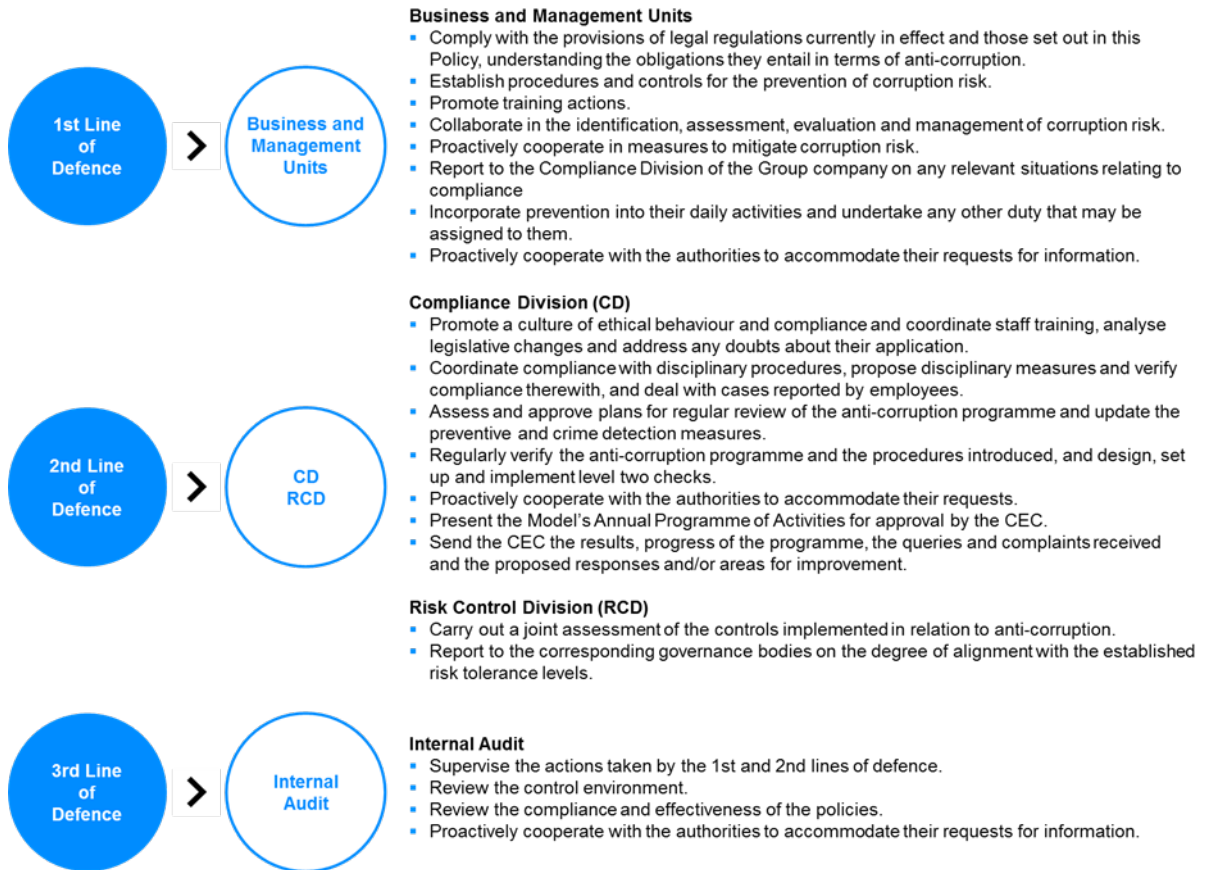 1st Line
of
Defence
Business and
Management
Units
Business and Management Units
▪ Comply with the provisions of legal regulations currently in effect and those set out in this
Policy, understanding the obligations they entail in terms of anti-corruption.
▪ Establish procedures and controls for the prevention of corruption risk.
▪ Promote training actions.
▪ Collaborate in the identification, assessment, evaluation and management of corruption risk.
▪ Proactively cooperate in measures to mitigate corruption risk.
▪ Report to the Compliance Division of the Group company on any relevant situations relating to
compliance
▪ Incorporate prevention into their daily activities and undertake any other duty that may be
assigned to them.
▪ Proactively cooperate with the authorities to accommodate their requests for information.
2nd Line
of
Defence
CD
RCD
Compliance Division (CD)
▪ Promote a culture of ethical behaviour and compliance and coordinate staff training, analyse
legislative changes and address any doubts about their application.
▪ Coordinate compliance with disciplinary procedures, propose disciplinary measures and verify
compliance therewith, and deal with cases reported by employees.
▪ Assess and approve plans for regular review of the anti-corruption programme and update the
preventive and crime detection measures.
▪ Regularly verify the anti-corruption programme and the procedures introduced, and design, set
up and implement level two checks.
▪ Proactively cooperate with the authorities to accommodate their requests.
▪ Present the Model's Annual Programme of Activities for approval by the CEC.
▪ Send the CEC the results, progress of the programme, the queries and complaints received
and the proposed responses and/or areas for improvement.
Risk Control Division (RCD)
▪ Carry out a joint assessment of the controls implemented in relation to anti-corruption.
▪ Report to the corresponding governance bodies on the degree of alignment with the established
risk tolerance levels.
3rd Line
of
Defence
Internal
Audit
Internal Audit
▪ Supervise the actions taken by the 1st and 2nd lines of defence.
▪ Review the control environment.
▪ Review the compliance and effectiveness of the policies.
▪ Proactively cooperate with the authorities to accommodate their requests for information.